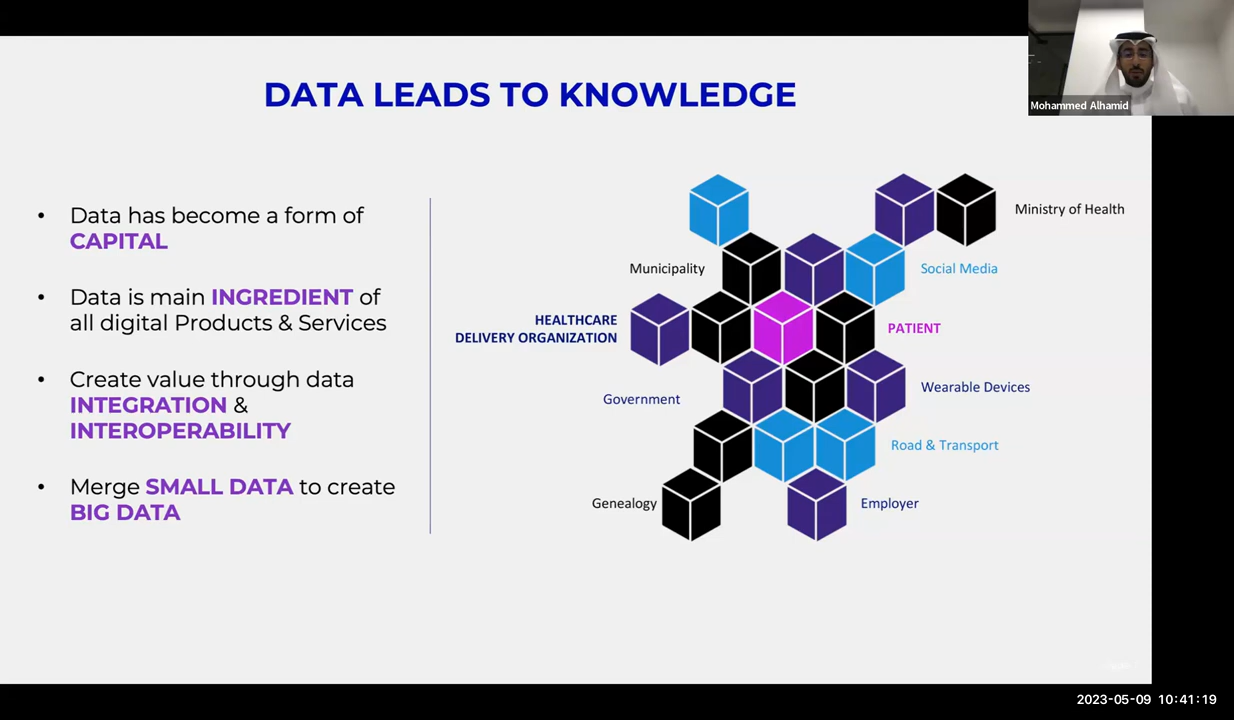 DATA LEADS TO KNOWLEDGE
Mohammed Alhamid
• Data has become a form of
CAPITAL
• Data is main INGREDIENT of
all digital Products & Services
• Create value through data
INTEGRATION &
INTEROPERABILITY
• Merge SMALL DATA to create
BIG DATA
Ministry of Health
Municipality
Social Media
HEALTHCARE
DELIVERY ORGANIZATION
PATIENT
Government
Wearable Devices
Road & Transport
Genealogy
Employer
2023-05-09 10:41:19